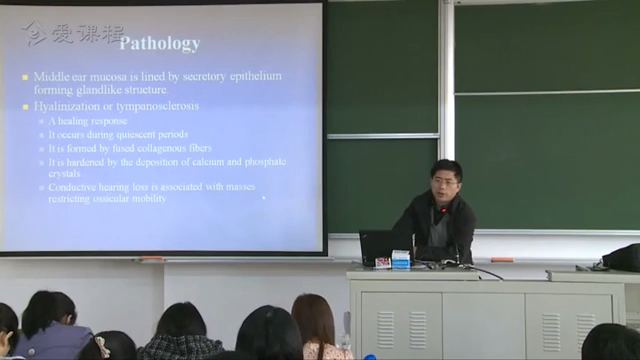 爱课程
Pathology
Middle ear mucosa is lined by secretory epithelium
forming glandlike structure.
Hyalinization or tympanosclerosis
A healing response
It occurs during quiescent periods
It is formed by fused collagenous fibers
It is hardened by the deposition of calcium and phosphate
crystals
Conductive hearing loss is associated with masses
restricting ossicular mobility